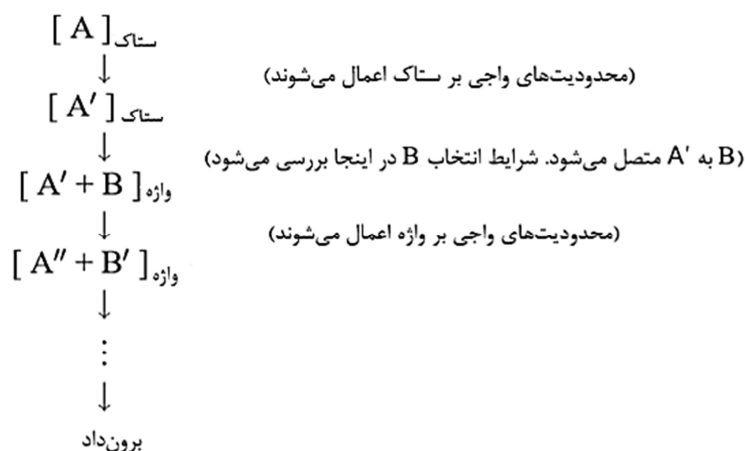 [ A ]ستاک
↓
(محدودیت‌های واجی بر ستاک اعمال می‌شوند)
[ A′ ]ستاک
↓
(B به A′ متصل می‌شود. شرایط انتخاب B در اینجا بررسی می‌شود)
[ A′ + B ]واژه
↓
(محدودیت‌های واجی بر واژه اعمال می‌شوند)
[ A″ + B′ ]واژه
↓
⋮
↓
برون‌داد